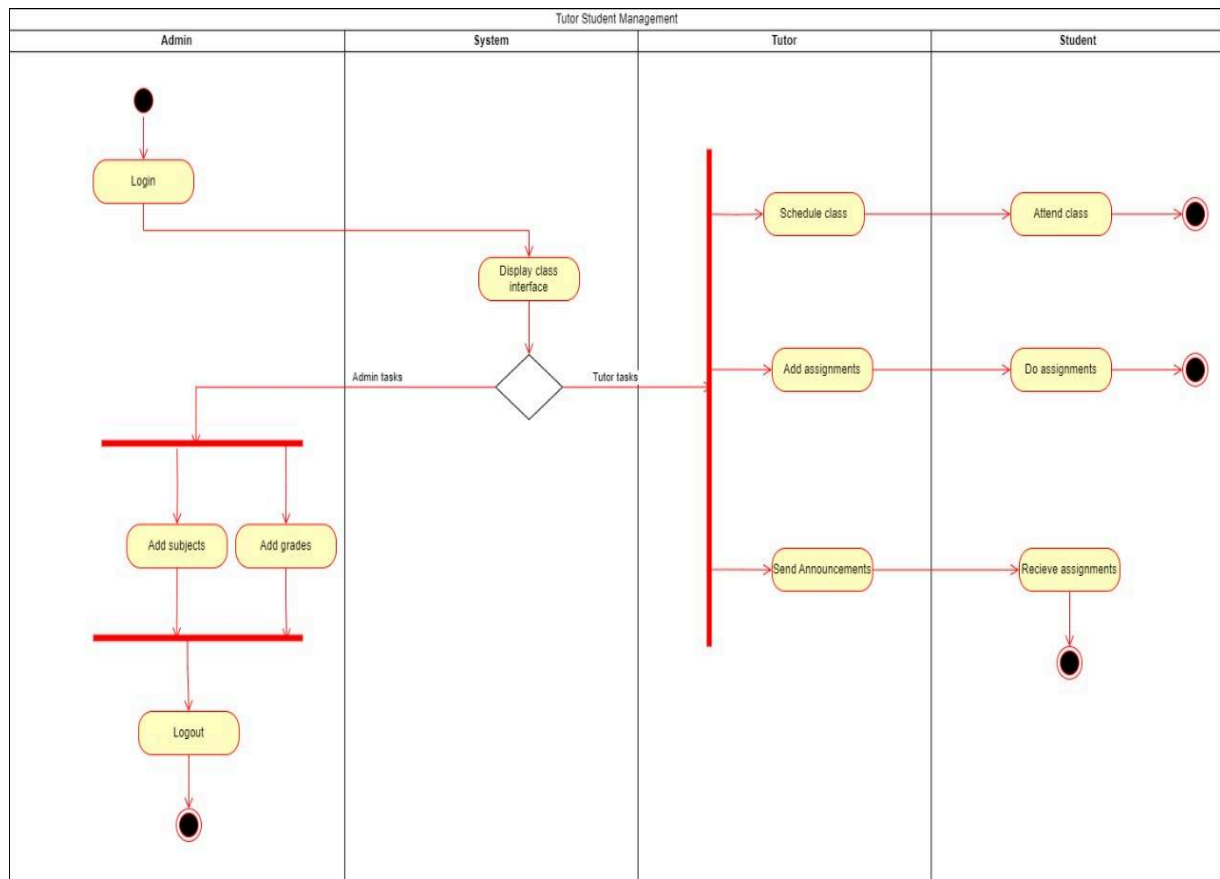 Tutor Student Management
Admin
System
Tutor
Student
Login
Schedule class
Attend class
Display class
interface
Admin tasks
Tutor tasks
Add assignments
Do assignments
Add subjects
Add grades
Send Announcements
Recieve assignments
Logout